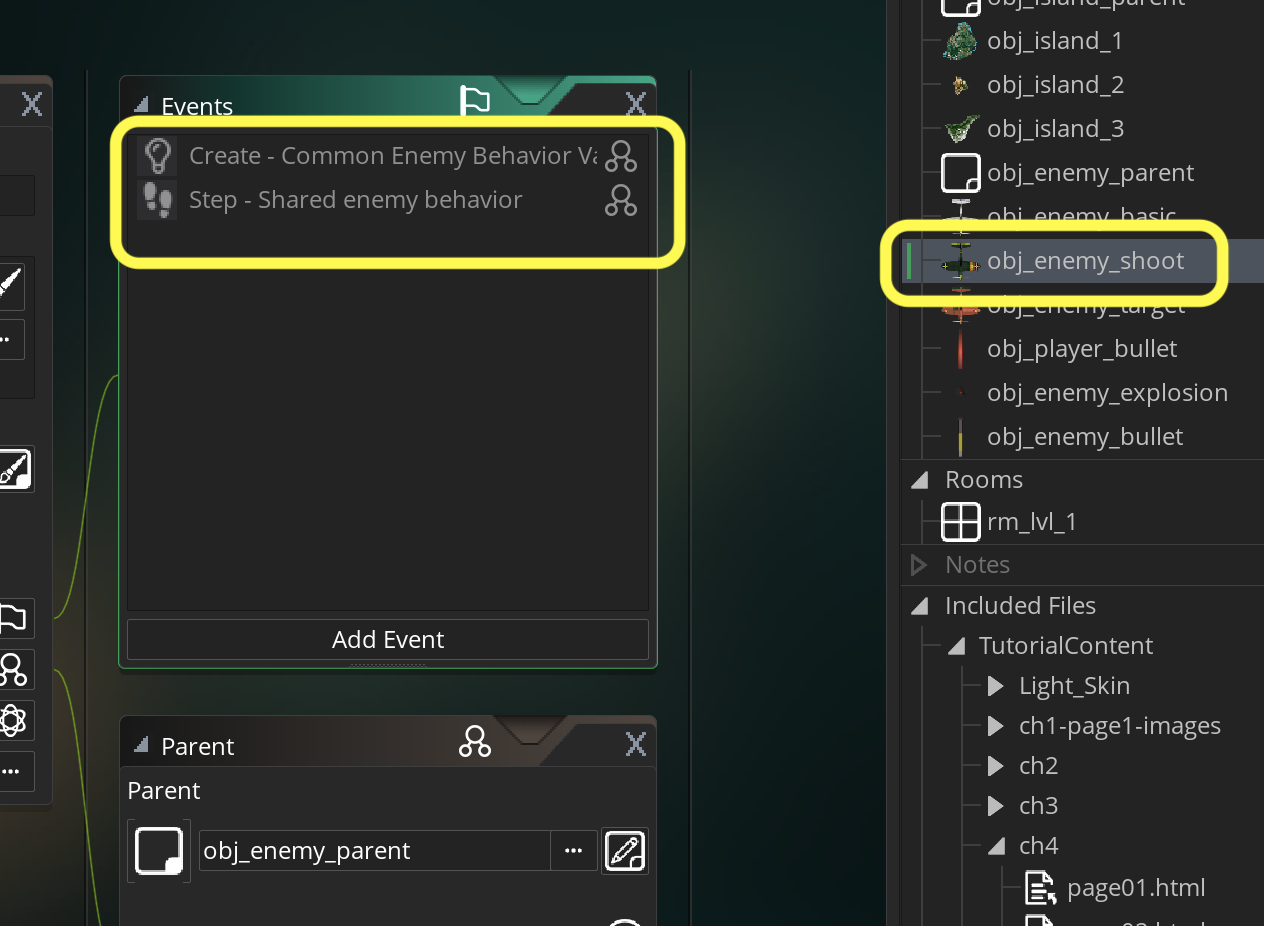 Events
Create - Common Enemy Behavior Va
Step - Shared enemy behavior
Add Event
Parent
Parent
obj_enemy_parent
obj_island_parent
obj_island_1
obj_island_2
obj_island_3
obj_enemy_parent
obj_enemy_basic
obj_enemy_shoot
obj_enemy_target
obj_player_bullet
obj_enemy_explosion
obj_enemy_bullet
Rooms
rm_lvl_1
Notes
Included Files
TutorialContent
Light_Skin
ch1-page1-images
ch2
ch3
ch4
page01.html